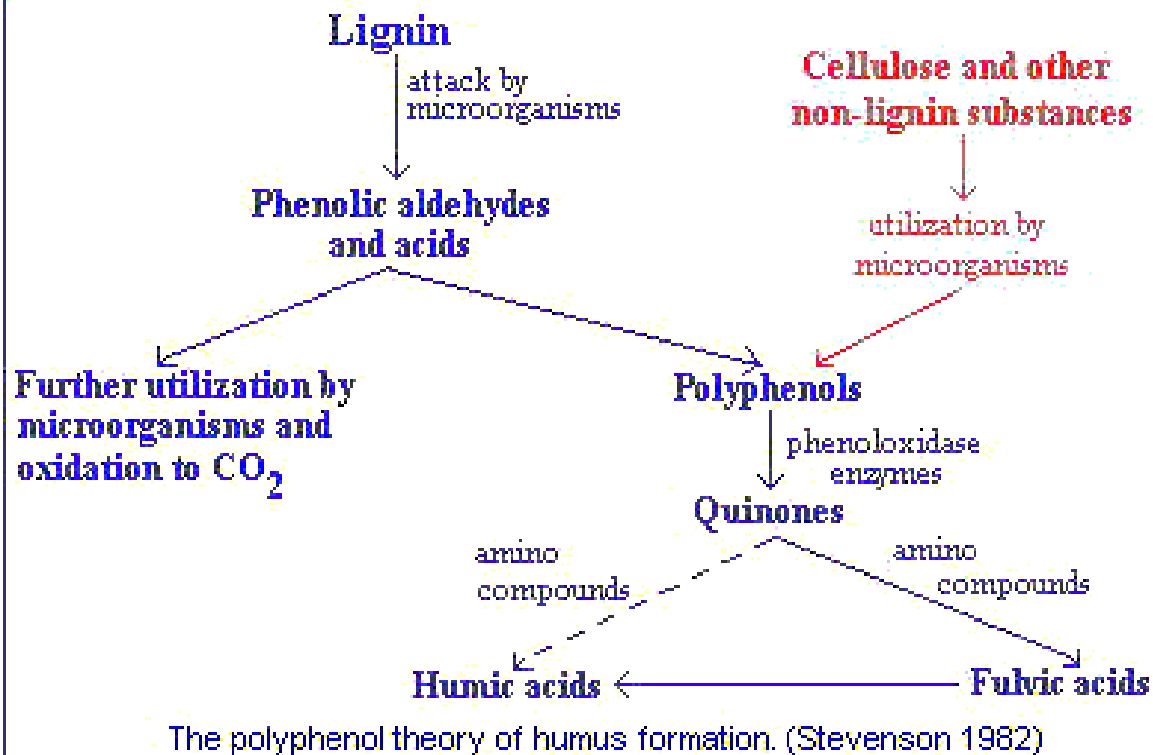 Lignin
attack by
microorganisms
Cellulose and other
non-lignin substances
Phenolic aldehydes
and acids
utilization by
microorganisms
Further utilization by
microorganisms and
oxidation to CO2
Polyphenols
phenoloxidase
enzymes
Quinones
amino
compounds
amino
compounds
Humic acids
Fulvic acids
The polyphenol theory of humus formation. (Stevenson 1982)